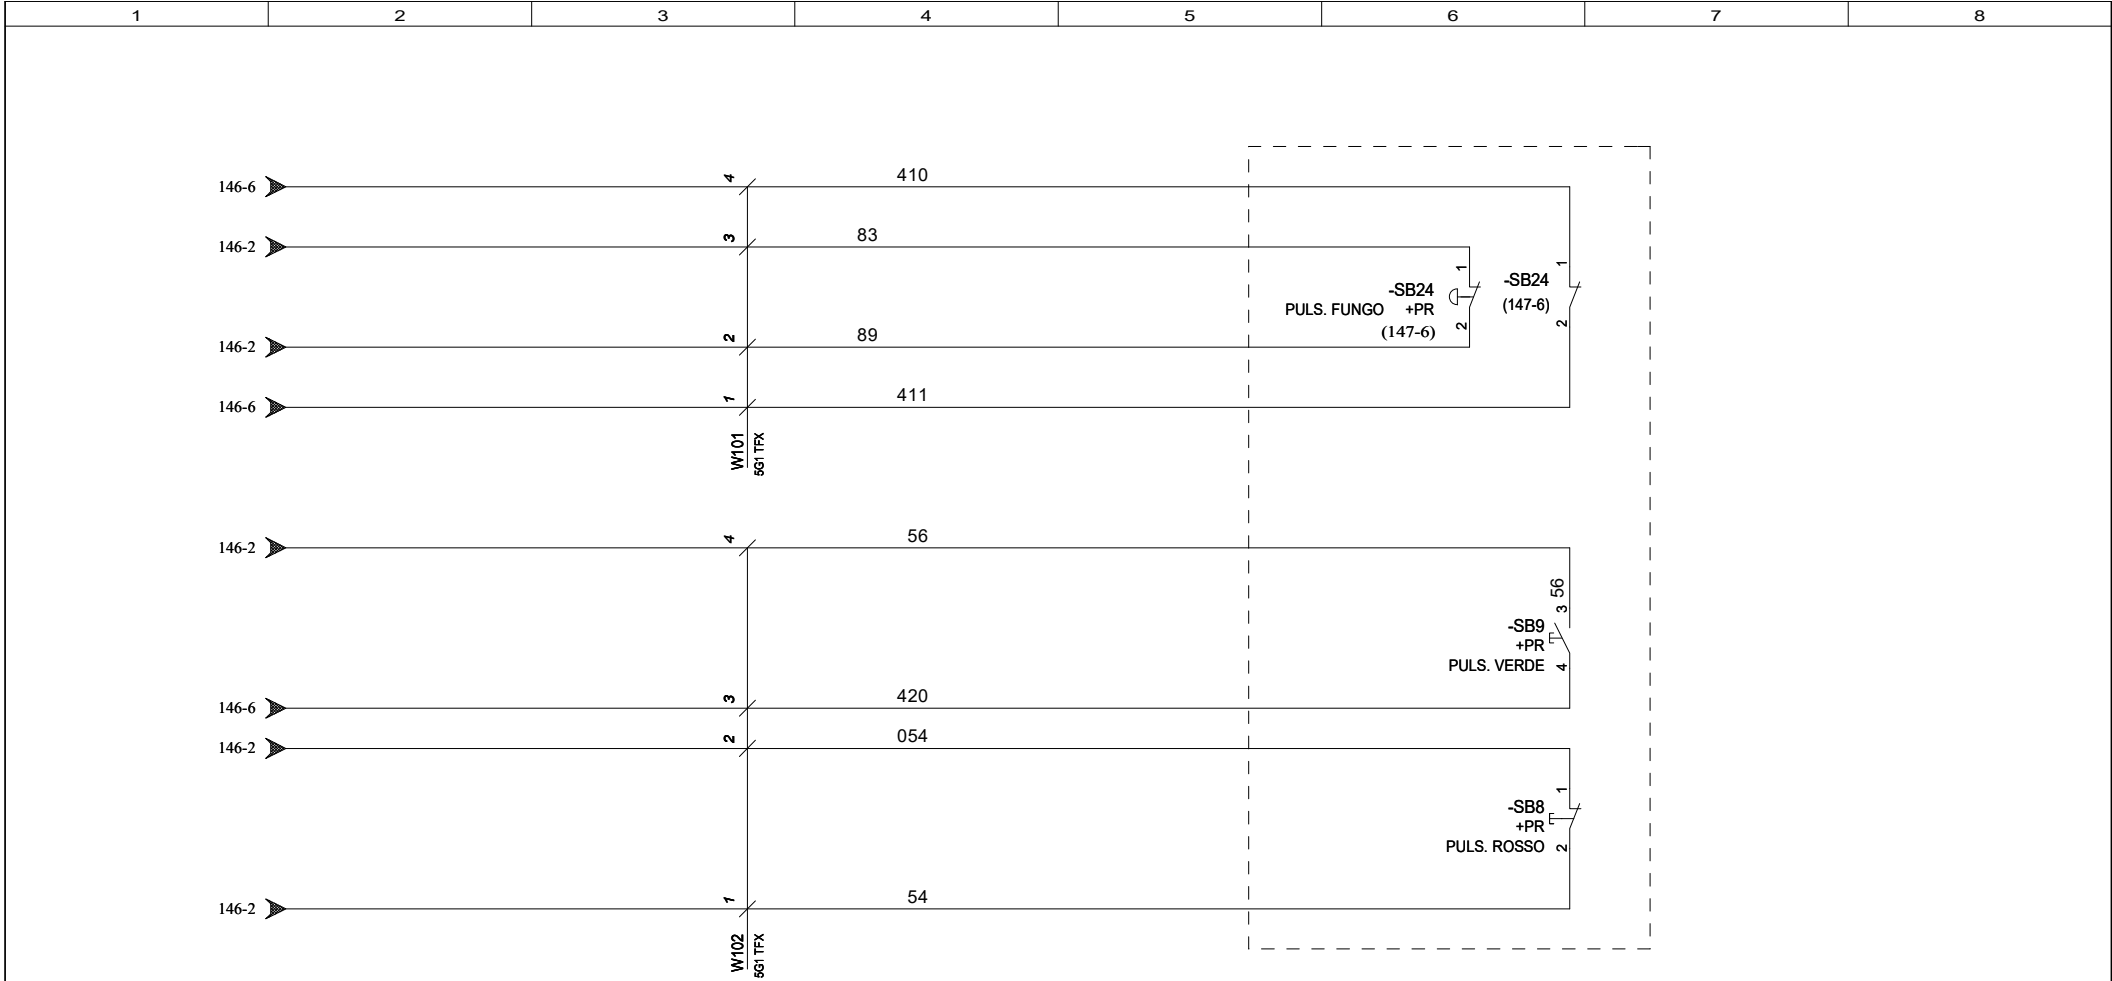 1 2 3 4 5 6 7 8
146-6 4 410
146-2 3 83
1 -SB24 1
-SB24 (147-6)
PULS. FUNGO +PR
(147-6) 2 2
146-2 2 89
146-6 1 411
W101
5G1 TFX
146-2 4 56
56
3
-SB9
+PR
PULS. VERDE 4
146-6 3 420
146-2 2 054
1
-SB8
+PR
PULS. ROSSO 2
146-2 1 54
W102
5G1 TFX